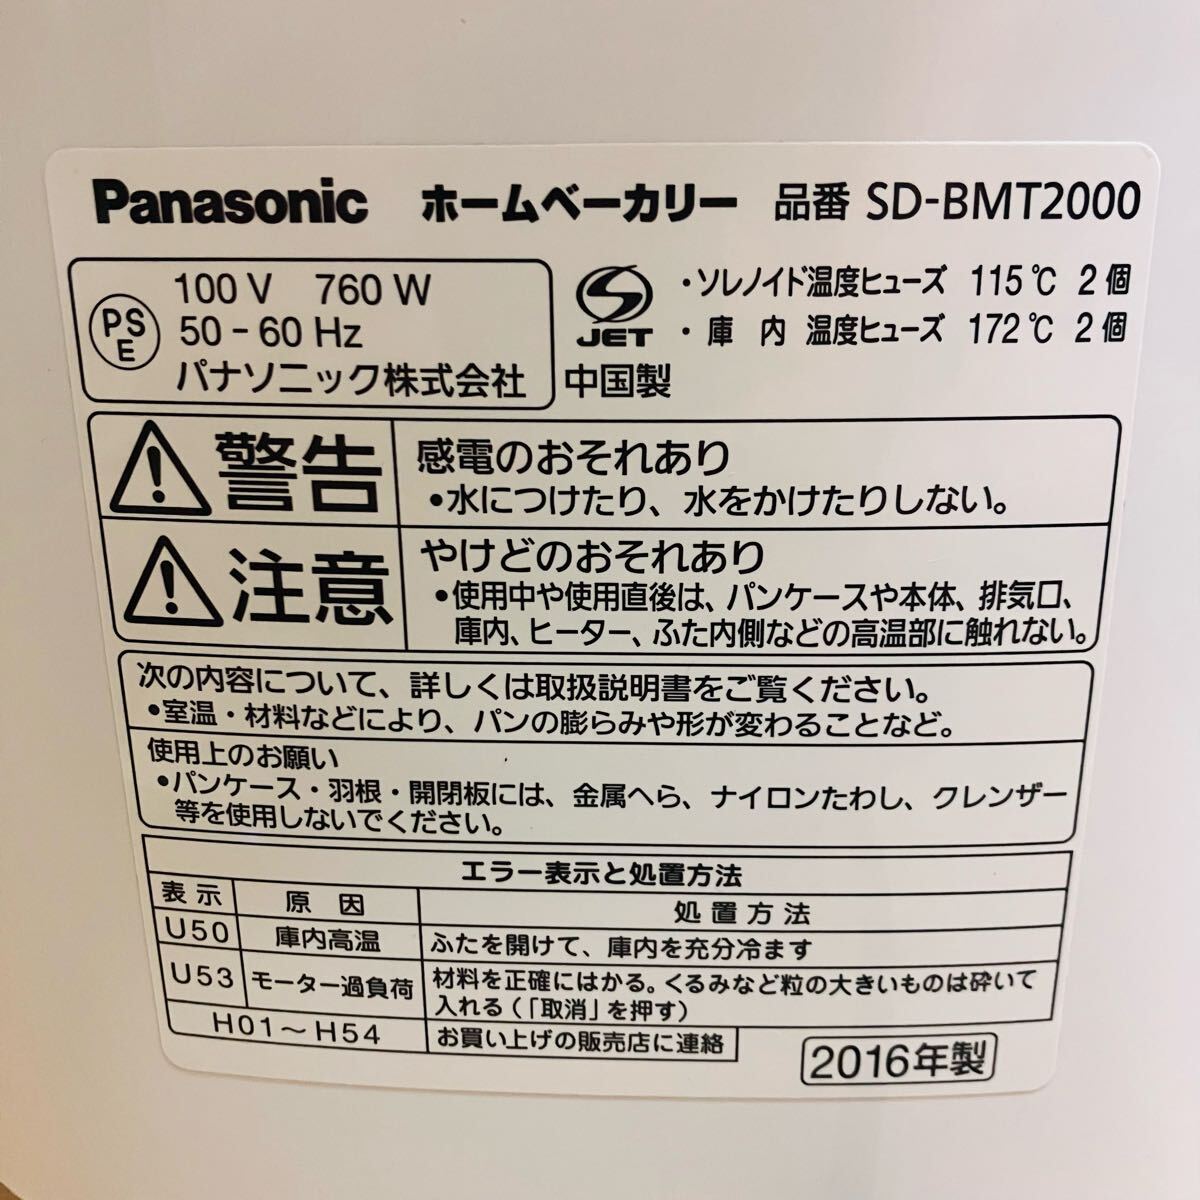 Panasonic ホームベーカリー 品番 SD-BMT2000
PSE
100V 760W
50-60Hz
パナソニック株式会社
JET
・ソレノイド温度ヒューズ 115℃ 2個
・庫内 温度ヒューズ 172℃ 2個
中国製
警告
感電のおそれあり
•水につけたり、水をかけたりしない。
注意
やけどのおそれあり
•使用中や使用直後は、パンケースや本体、排気口、
庫内、ヒーター、ふた内側などの高温部に触れない。
次の内容について、詳しくは取扱説明書をご覧ください。
•室温・材料などにより、パンの膨らみや形が変わることなど。
使用上のお願い
•パンケース・羽根・開閉板には、金属へら、ナイロンたわし、クレンザー
等を使用しないでください。
エラー表示と処置方法
表示 原因 処置方法
U50 庫内高温 ふたを開けて、庫内を充分冷ます
U53 モーター過負荷 材料を正確にはかる。くるみなど粒の大きいものは砕いて
入れる(「取消」を押す)
H01～H54 お買い上げの販売店に連絡
2016年製